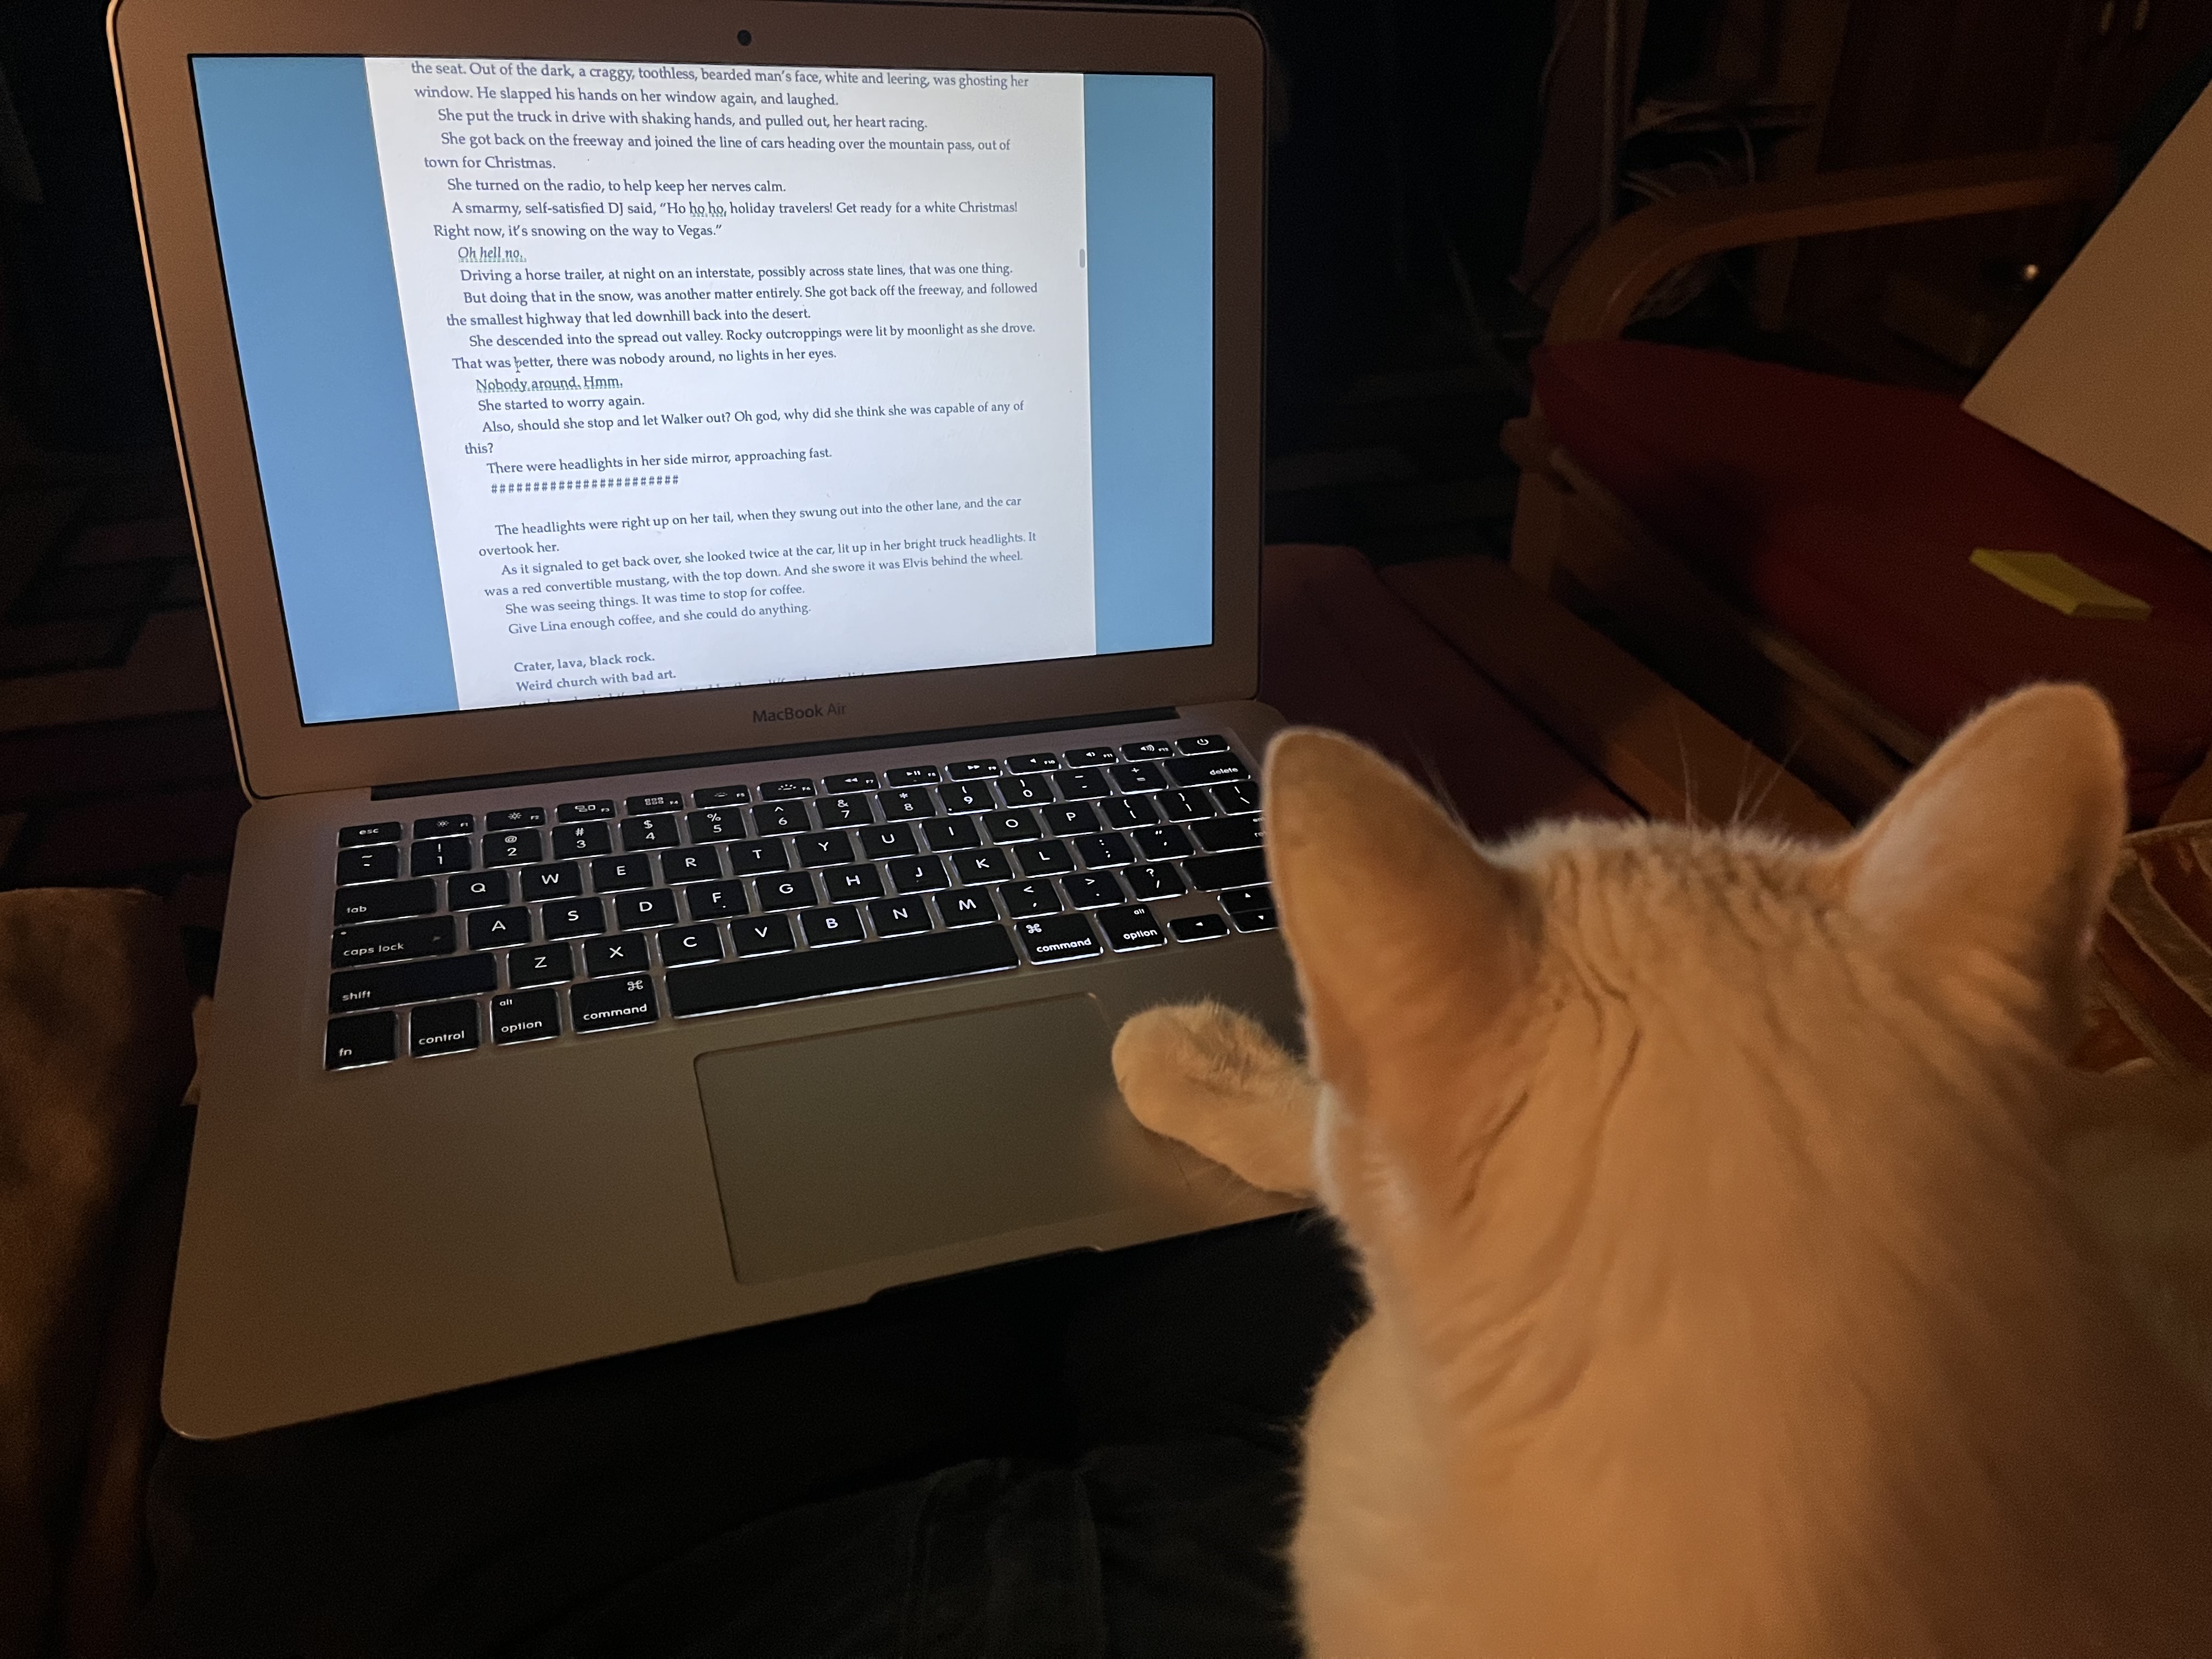 the seat. Out of the dark, a craggy, toothless, bearded man's face, white and leering, was ghosting her
window. He slapped his hands on her window again, and laughed.
She put the truck in drive with shaking hands, and pulled out, her heart racing.
She got back on the freeway and joined the line of cars heading over the mountain pass, out of
town for Christmas.
She turned on the radio, to help keep her nerves calm.
A smarmy, self-satisfied DJ said, “Ho ho ho, holiday travelers! Get ready for a white Christmas!
Right now, it's snowing on the way to Vegas.”
Oh hell no.
Driving a horse trailer, at night on an interstate, possibly across state lines, that was one thing.
But doing that in the snow, was another matter entirely. She got back off the freeway, and followed
the smallest highway that led downhill back into the desert.
She descended into the spread out valley. Rocky outcroppings were lit by moonlight as she drove.
That was better, there was nobody around, no lights in her eyes.
Nobody around. Hmm.
She started to worry again.
Also, should she stop and let Walker out? Oh god, why did she think she was capable of any of
this?
There were headlights in her side mirror, approaching fast.
#######################
The headlights were right up on her tail, when they swung out into the other lane, and the car
overtook her.
As it signaled to get back over, she looked twice at the car, lit up in her bright truck headlights. It
was a red convertible mustang, with the top down. And she swore it was Elvis behind the wheel.
She was seeing things. It was time to stop for coffee.
Give Lina enough coffee, and she could do anything.
Crater, lava, black rock.
Weird church with bad art.
MacBook Air
esc F1 F2 F3 F4 F5 F6 F7 F8 F9 F10 F11 F12
~ ! 1 @ 2 # 3 $ 4 % 5 ^ 6 & 7 * 8 ( 9 ) 0 _ - + = delete
tab Q W E R T Y U I O P { [ } ] | \
caps lock A S D F G H J K L : ; " '
shift Z X C V B N M < , > . ? /
fn control alt option ⌘ command ⌘ command alt option